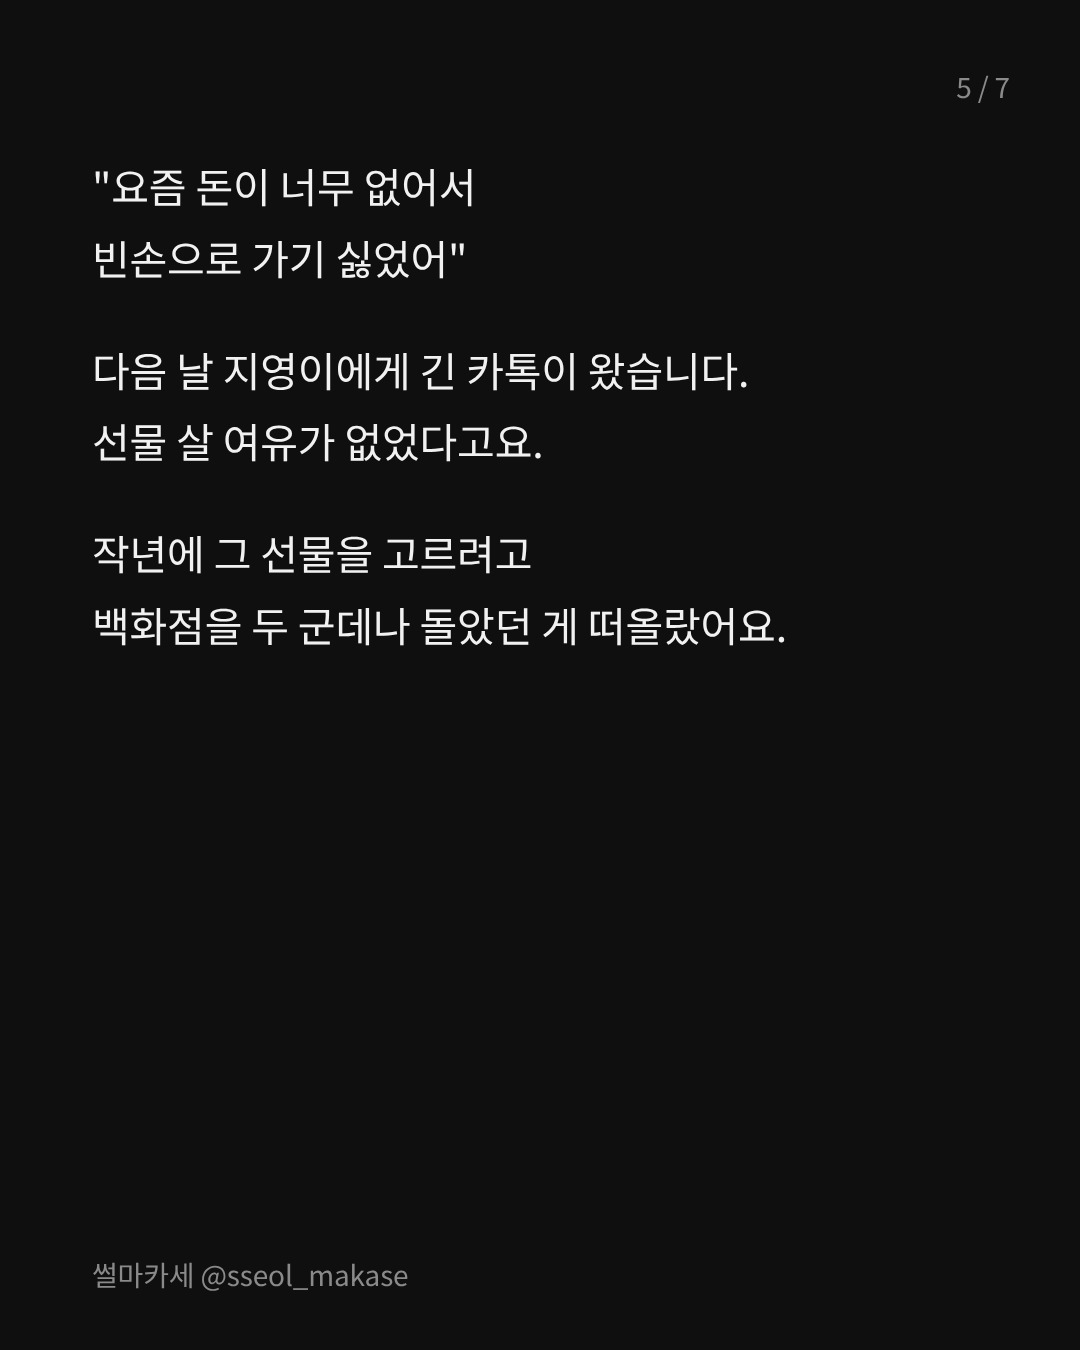 5 / 7
"요즘 돈이 너무 없어서
빈손으로 가기 싫었어"
다음 날 지영이에게 긴 카톡이 왔습니다.
선물 살 여유가 없었다고요.
작년에 그 선물을 고르려고
백화점을 두 군데나 돌았던 게 떠올랐어요.
썰마카세 @sseol_makase